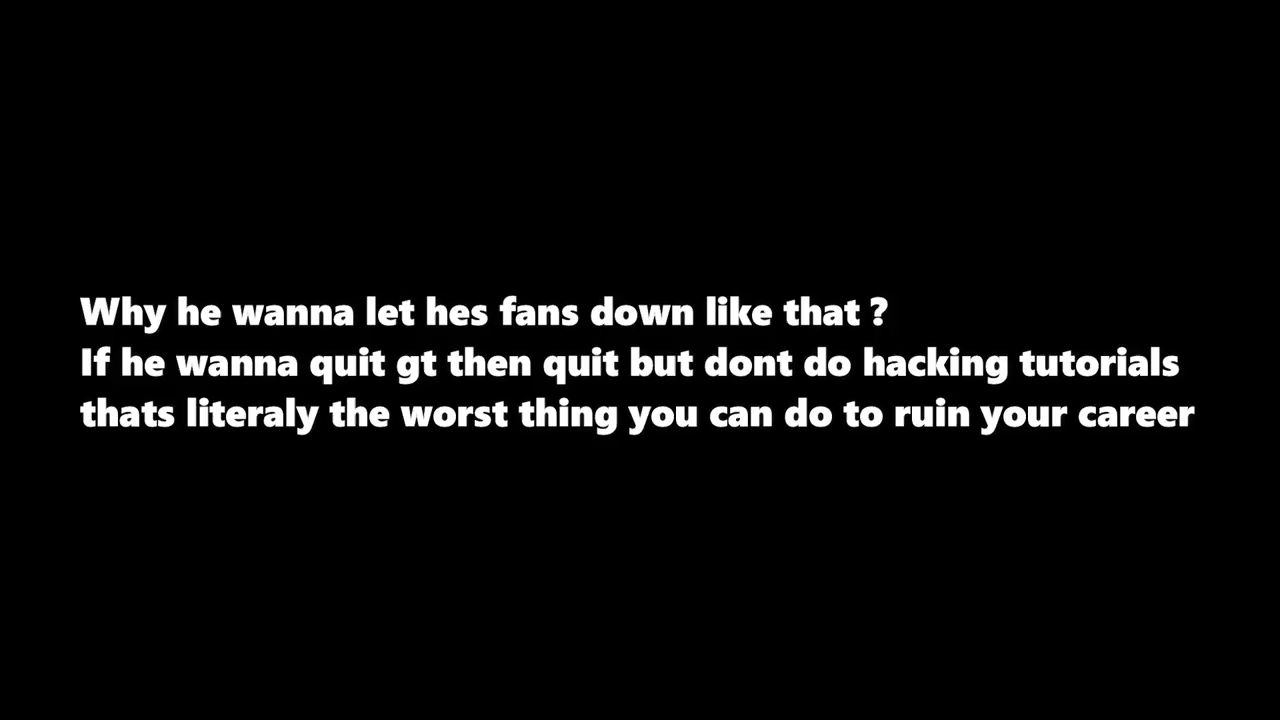 Why he wanna let hes fans down like that ?
If he wanna quit gt then quit but dont do hacking tutorials
thats literaly the worst thing you can do to ruin your career